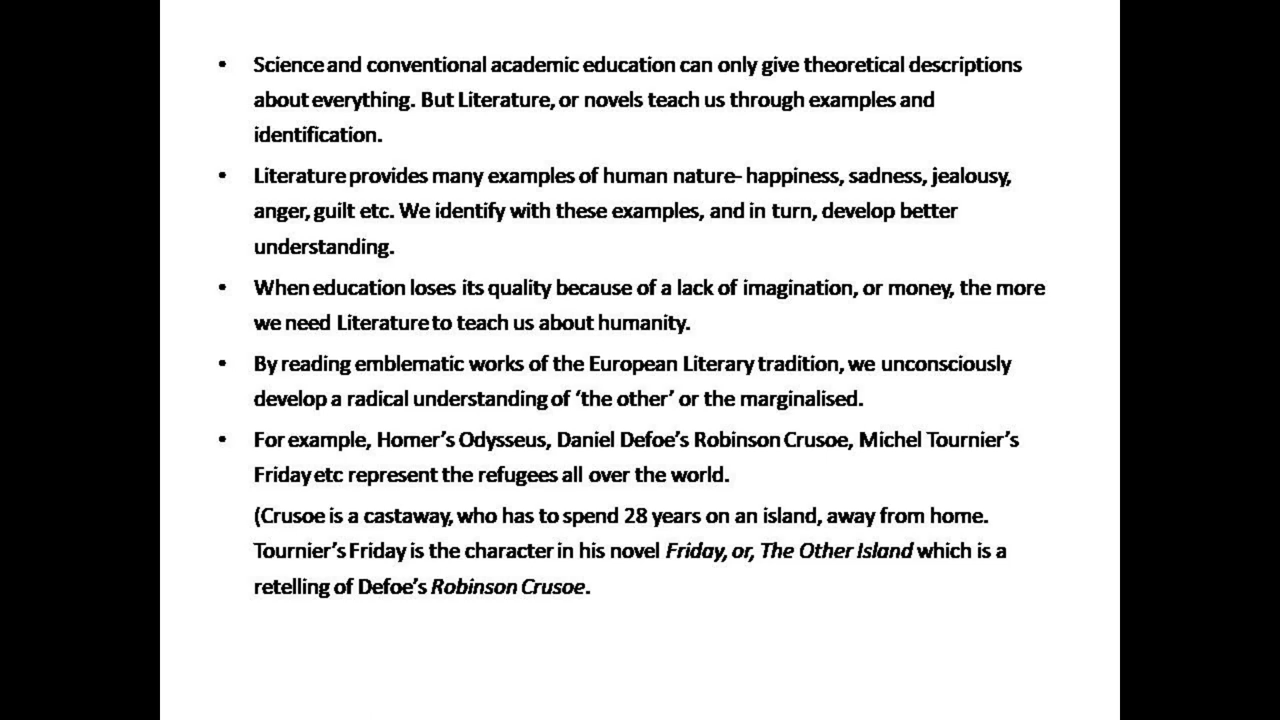 • Science and conventional academic education can only give theoretical descriptions
about everything. But Literature, or novels teach us through examples and
identification.
• Literature provides many examples of human nature- happiness, sadness, jealousy,
anger, guilt etc. We identify with these examples, and in turn, develop better
understanding.
• When education loses its quality because of a lack of imagination, or money, the more
we need Literature to teach us about humanity.
• By reading emblematic works of the European Literary tradition, we unconsciously
develop a radical understanding of ‘the other’ or the marginalised.
• For example, Homer’s Odysseus, Daniel Defoe’s Robinson Crusoe, Michel Tournier’s
Friday etc represent the refugees all over the world.
(Crusoe is a castaway, who has to spend 28 years on an island, away from home.
Tournier’s Friday is the character in his novel Friday, or, The Other Island which is a
retelling of Defoe’s Robinson Crusoe.